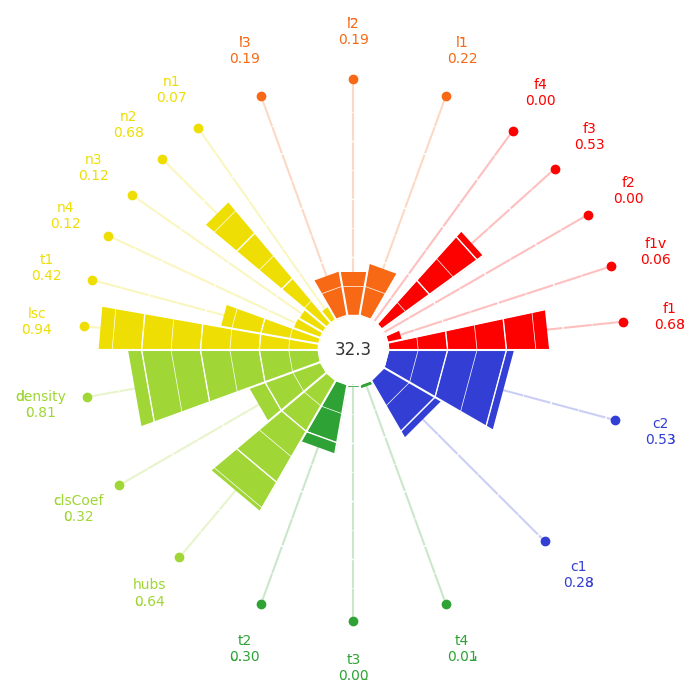 l2
0.19
l3
0.19
l1
0.22
n1
0.07
f4
0.00
n2
0.68
f3
0.53
n3
0.12
f2
0.00
n4
0.12
f1v
0.06
t1
0.42
lsc
0.94
f1
0.68
32.3
density
0.81
c2
0.53
clsCoef
0.32
c1
0.28
hubs
0.64
t2
0.30
t3
0.00
t4
0.01